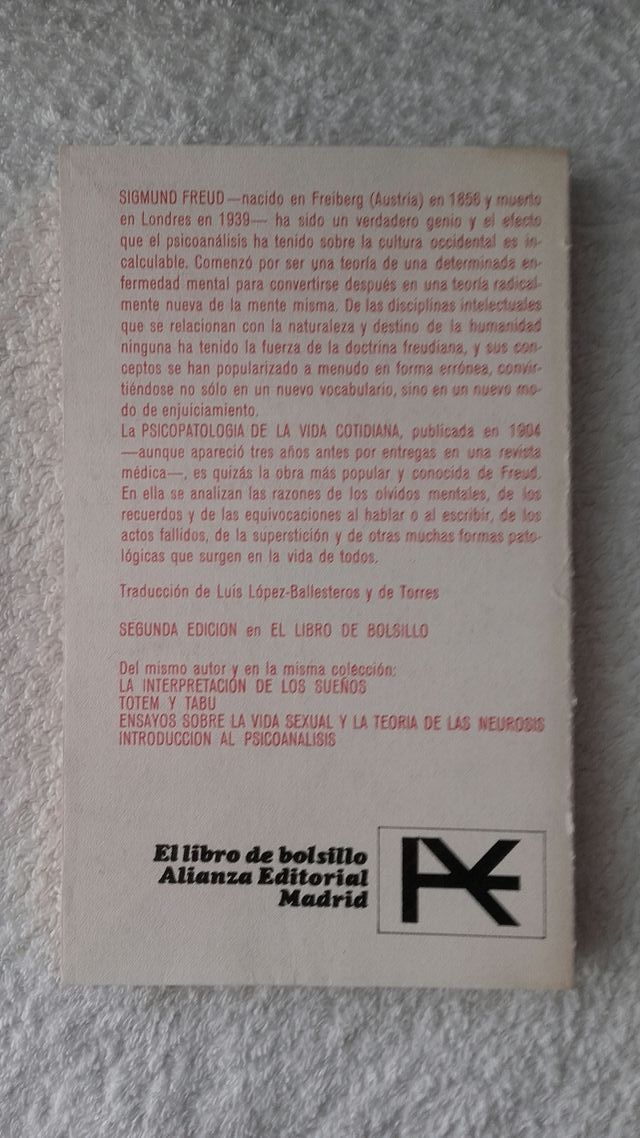 SIGMUND FREUD —nacido en Freiberg (Austria) en 1856 y muerto
en Londres en 1939— ha sido un verdadero genio y el efecto
que el psicoanálisis ha tenido sobre la cultura occidental es in-
calculable. Comenzó por ser una teoría de una determinada en-
fermedad mental para convertirse después en una teoría radical-
mente nueva de la mente misma. De las disciplinas intelectuales
que se relacionan con la naturaleza y destino de la humanidad
ninguna ha tenido la fuerza de la doctrina freudiana, y sus con-
ceptos se han popularizado a menudo en forma errónea, convir-
tiéndose no sólo en un nuevo vocabulario, sino en un nuevo mo-
do de enjuiciamiento.
La PSICOPATOLOGIA DE LA VIDA COTIDIANA, publicada en 1904
—aunque apareció tres años antes por entregas en una revista
médica—, es quizás la obra más popular y conocida de Freud.
En ella se analizan las razones de los olvidos mentales, de los
recuerdos y de las equivocaciones al hablar o al escribir, de los
actos fallidos, de la superstición y de otras muchas formas pato-
lógicas que surgen en la vida de todos.
Traducción de Luis López-Ballesteros y de Torres
SEGUNDA EDICION en EL LIBRO DE BOLSILLO
Del mismo autor y en la misma colección:
LA INTERPRETACIÓN DE LOS SUEÑOS
TOTEM Y TABU
ENSAYOS SOBRE LA VIDA SEXUAL Y LA TEORIA DE LAS NEUROSIS
INTRODUCCION AL PSICOANALISIS
El libro de bolsillo
Alianza Editorial
Madrid